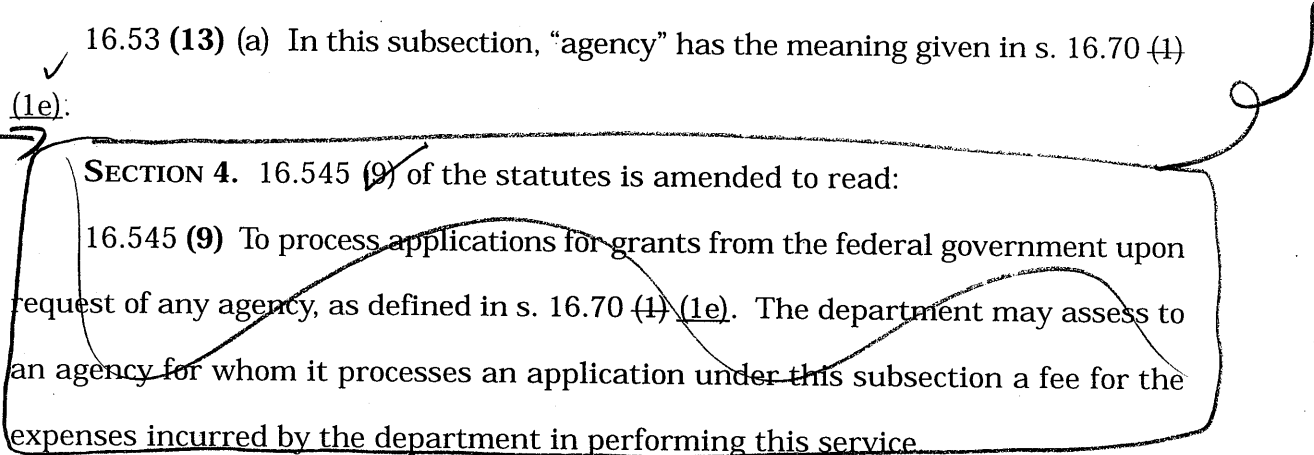 16.53 (13) (a) In this subsection, “agency” has the meaning given in s. 16.70 (1)
(1e).
SECTION 4. 16.545 (9) of the statutes is amended to read:
16.545 (9) To process applications for grants from the federal government upon
request of any agency, as defined in s. 16.70 (1) (1e). The department may assess to
an agency for whom it processes an application under this subsection a fee for the
expenses incurred by the department in performing this service.